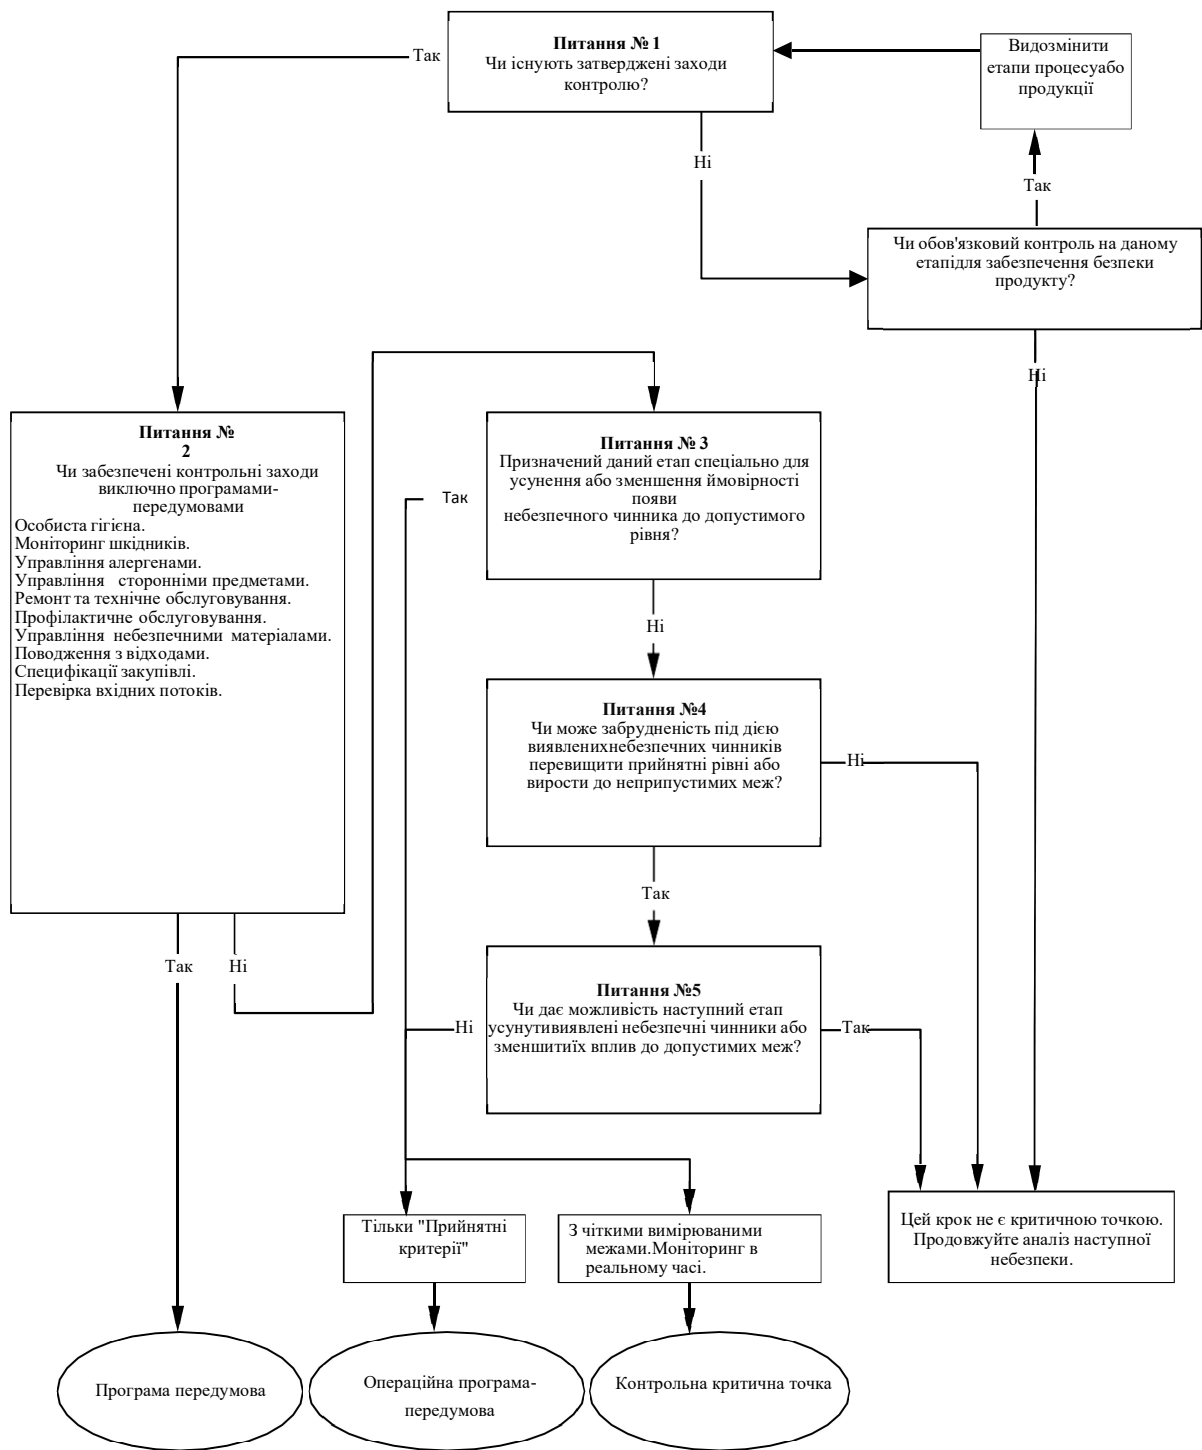 Питання № 1
Чи існують затверджені заходи
контролю?
Так
Видозмінити
етапи процесуабо
продукції
Ні
Так
Чи обов'язковий контроль на даному
етапідля забезпечення безпеки
продукту?
Ні
Питання №
2
Чи забезпечені контрольні заходи
виключно програмами-
передумовами
Особиста гігієна.
Моніторинг шкідників.
Управління алергенами.
Управління сторонніми предметами.
Ремонт та технічне обслуговування.
Профілактичне обслуговування.
Управління небезпечними матеріалами.
Поводження з відходами.
Специфікації закупівлі.
Перевірка вхідних потоків.
Так
Ні
Питання № 3
Призначений даний етап спеціально для
усунення або зменшення ймовірності
появи
небезпечного чинника до допустимого
рівня?
Так
Ні
Питання №4
Чи може забрудненість під дією
виявленихнебезпечних чинників
перевищити прийнятні рівні або
вирости до неприпустимих меж?
Ні
Так
Питання №5
Чи дає можливість наступний етап
усунутивиявлені небезпечні чинники або
зменшитиїх вплив до допустимих меж?
Ні
Так
Тільки "Прийнятні
критерії"
З чіткими вимірюваними
межами.Моніторинг в
реальному часі.
Цей крок не є критичною точкою.
Продовжуйте аналіз наступної
небезпеки.
Програма передумова
Операційна програма-
передумова
Контрольна критична точка